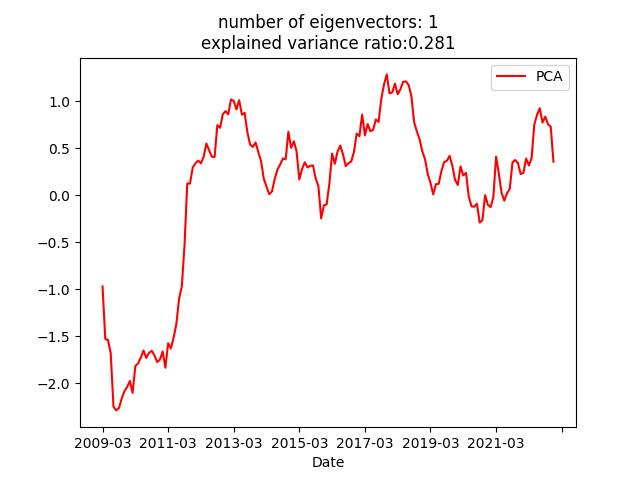 number of eigenvectors: 1
explained variance ratio:0.281
PCA
1.0
0.5
0.0
−0.5
−1.0
−1.5
−2.0
2009-03 2011-03 2013-03 2015-03 2017-03 2019-03 2021-03
Date